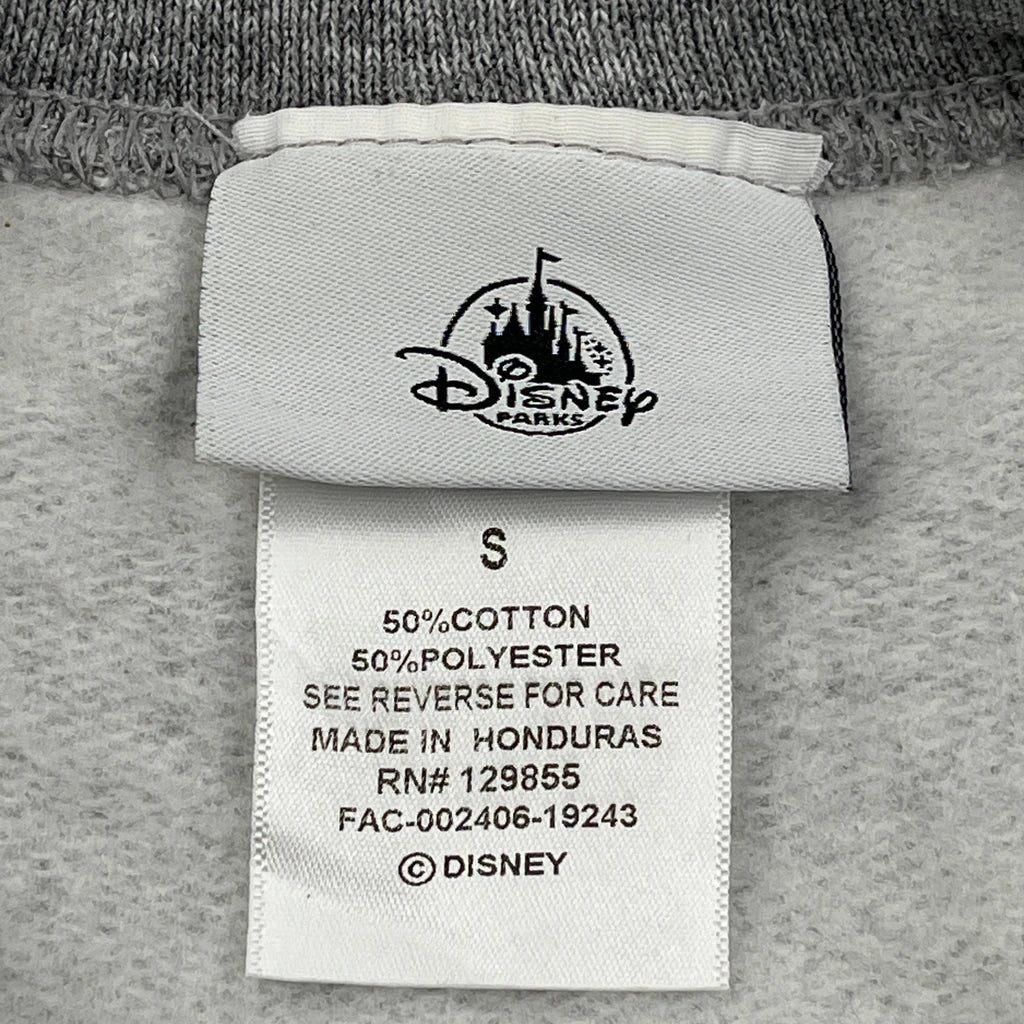 Disney
PARKS
S
50%COTTON
50%POLYESTER
SEE REVERSE FOR CARE
MADE IN HONDURAS
RN# 129855
FAC-002406-19243
©DISNEY